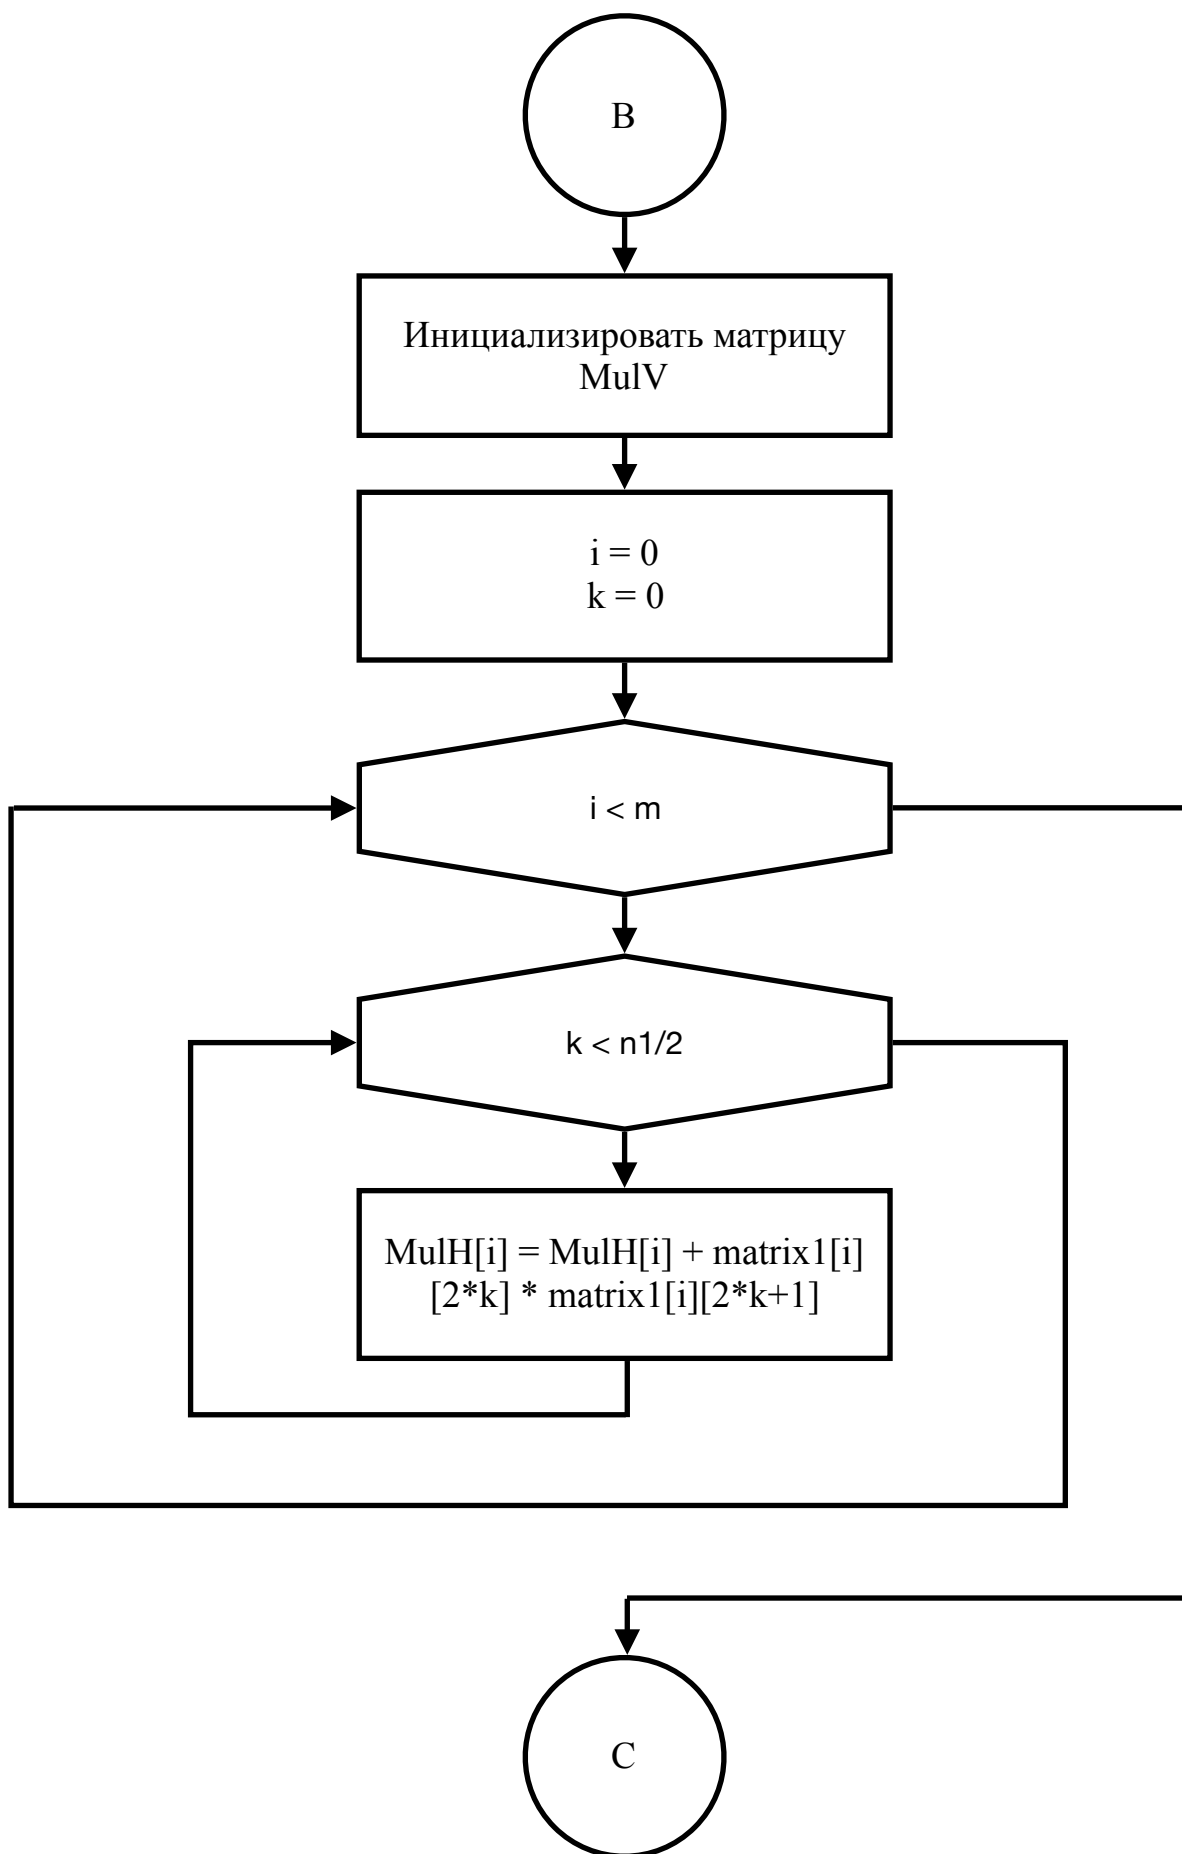 B
Инициализировать матрицу
MulV
i = 0
k = 0
i < m
k < n1/2
MulH[i] = MulH[i] + matrix1[i]
[2*k] * matrix1[i][2*k+1]
C